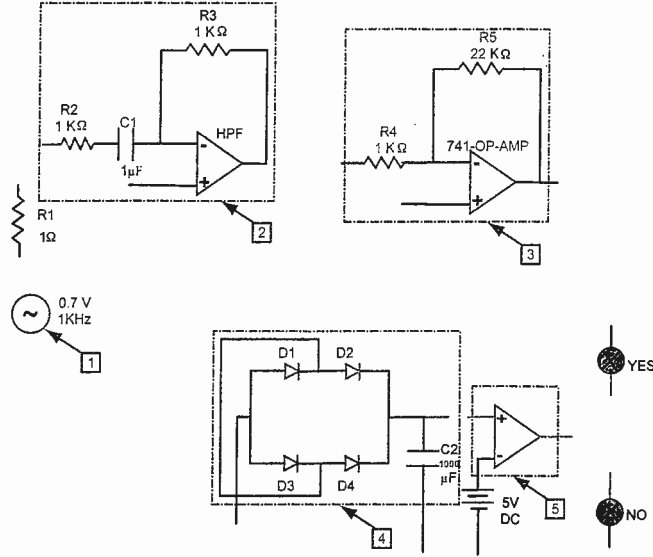 R3
1 KΩ
R2
1 KΩ
C1
1μF
HPF
-
+
2
R1
1Ω
R5
22 KΩ
R4
1 KΩ
741-OP-AMP
-
+
3
~
0.7 V
1KHz
1
D1
D2
D3
D4
C2
1000
μF
4
+
-
5V
DC
5
YES
NO